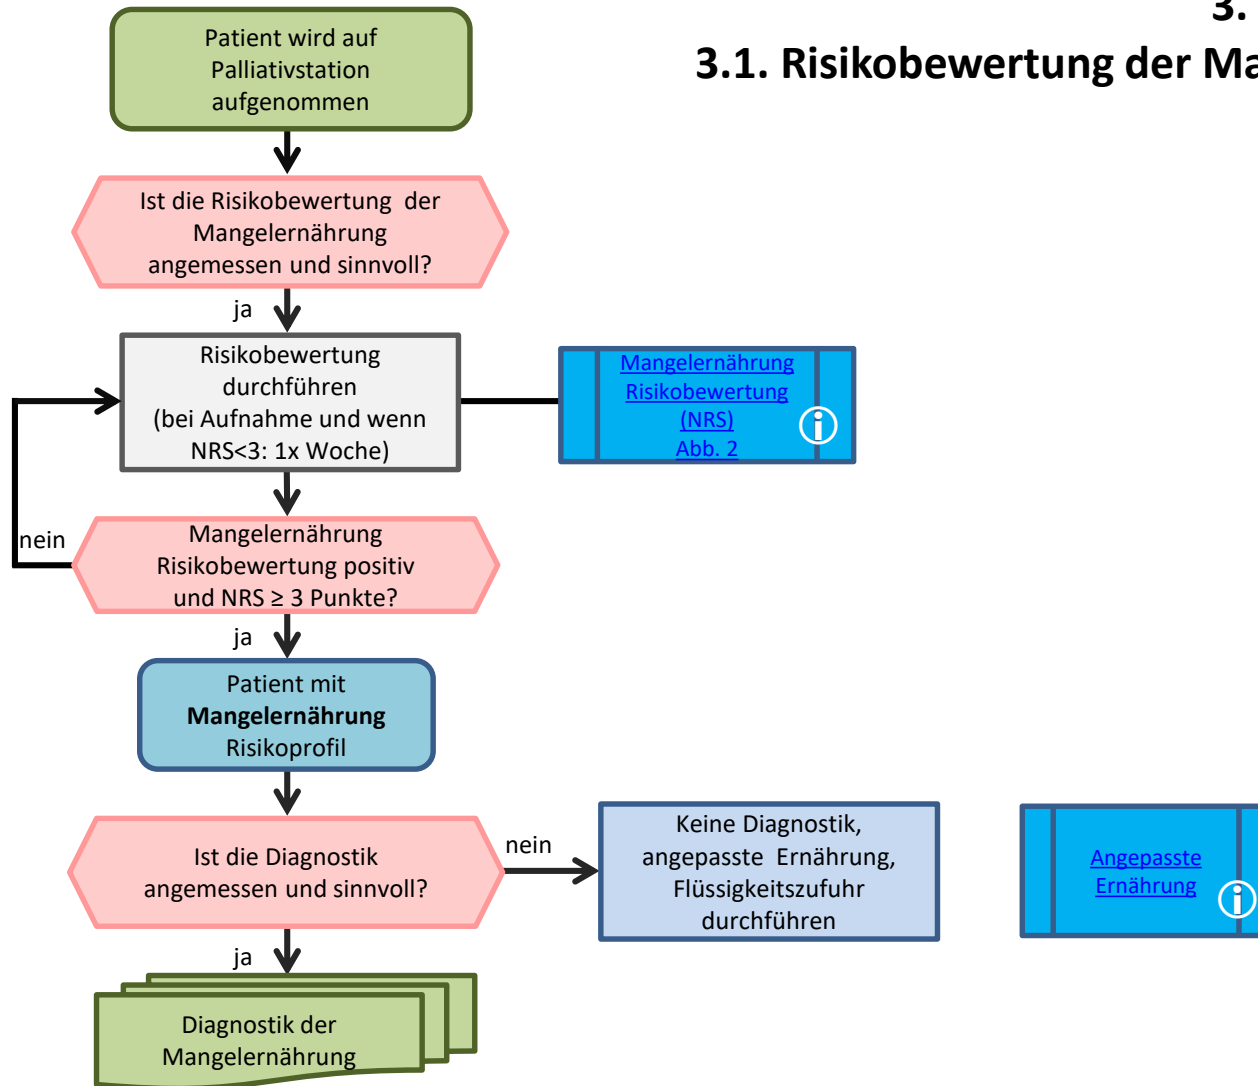 3.
3.1. Risikobewertung der Ma
Patient wird auf
Palliativstation
aufgenommen
Ist die Risikobewertung der
Mangelernährung
angemessen und sinnvoll?
ja
Risikobewertung
durchführen
(bei Aufnahme und wenn
NRS<3: 1x Woche)
Mangelernährung
Risikobewertung
(NRS)
Abb. 2
i
nein
Mangelernährung
Risikobewertung positiv
und NRS ≥ 3 Punkte?
ja
Patient mit
Mangelernährung
Risikoprofil
Ist die Diagnostik
angemessen und sinnvoll?
nein
Keine Diagnostik,
angepasste Ernährung,
Flüssigkeitszufuhr
durchführen
Angepasste
Ernährung
i
ja
Diagnostik der
Mangelernährung